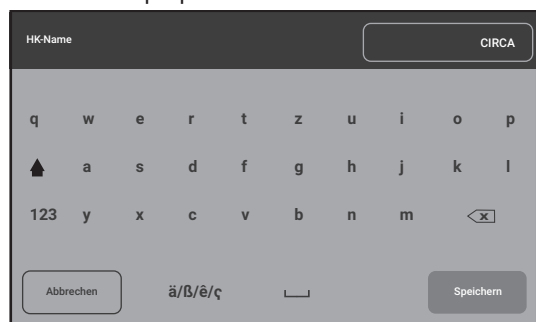 HK-Name CIRCA
q w e r t z u i o p
a s d f g h j k l
123 y x c v b n m
Abbrechen ä/ß/ê/ç Speichern